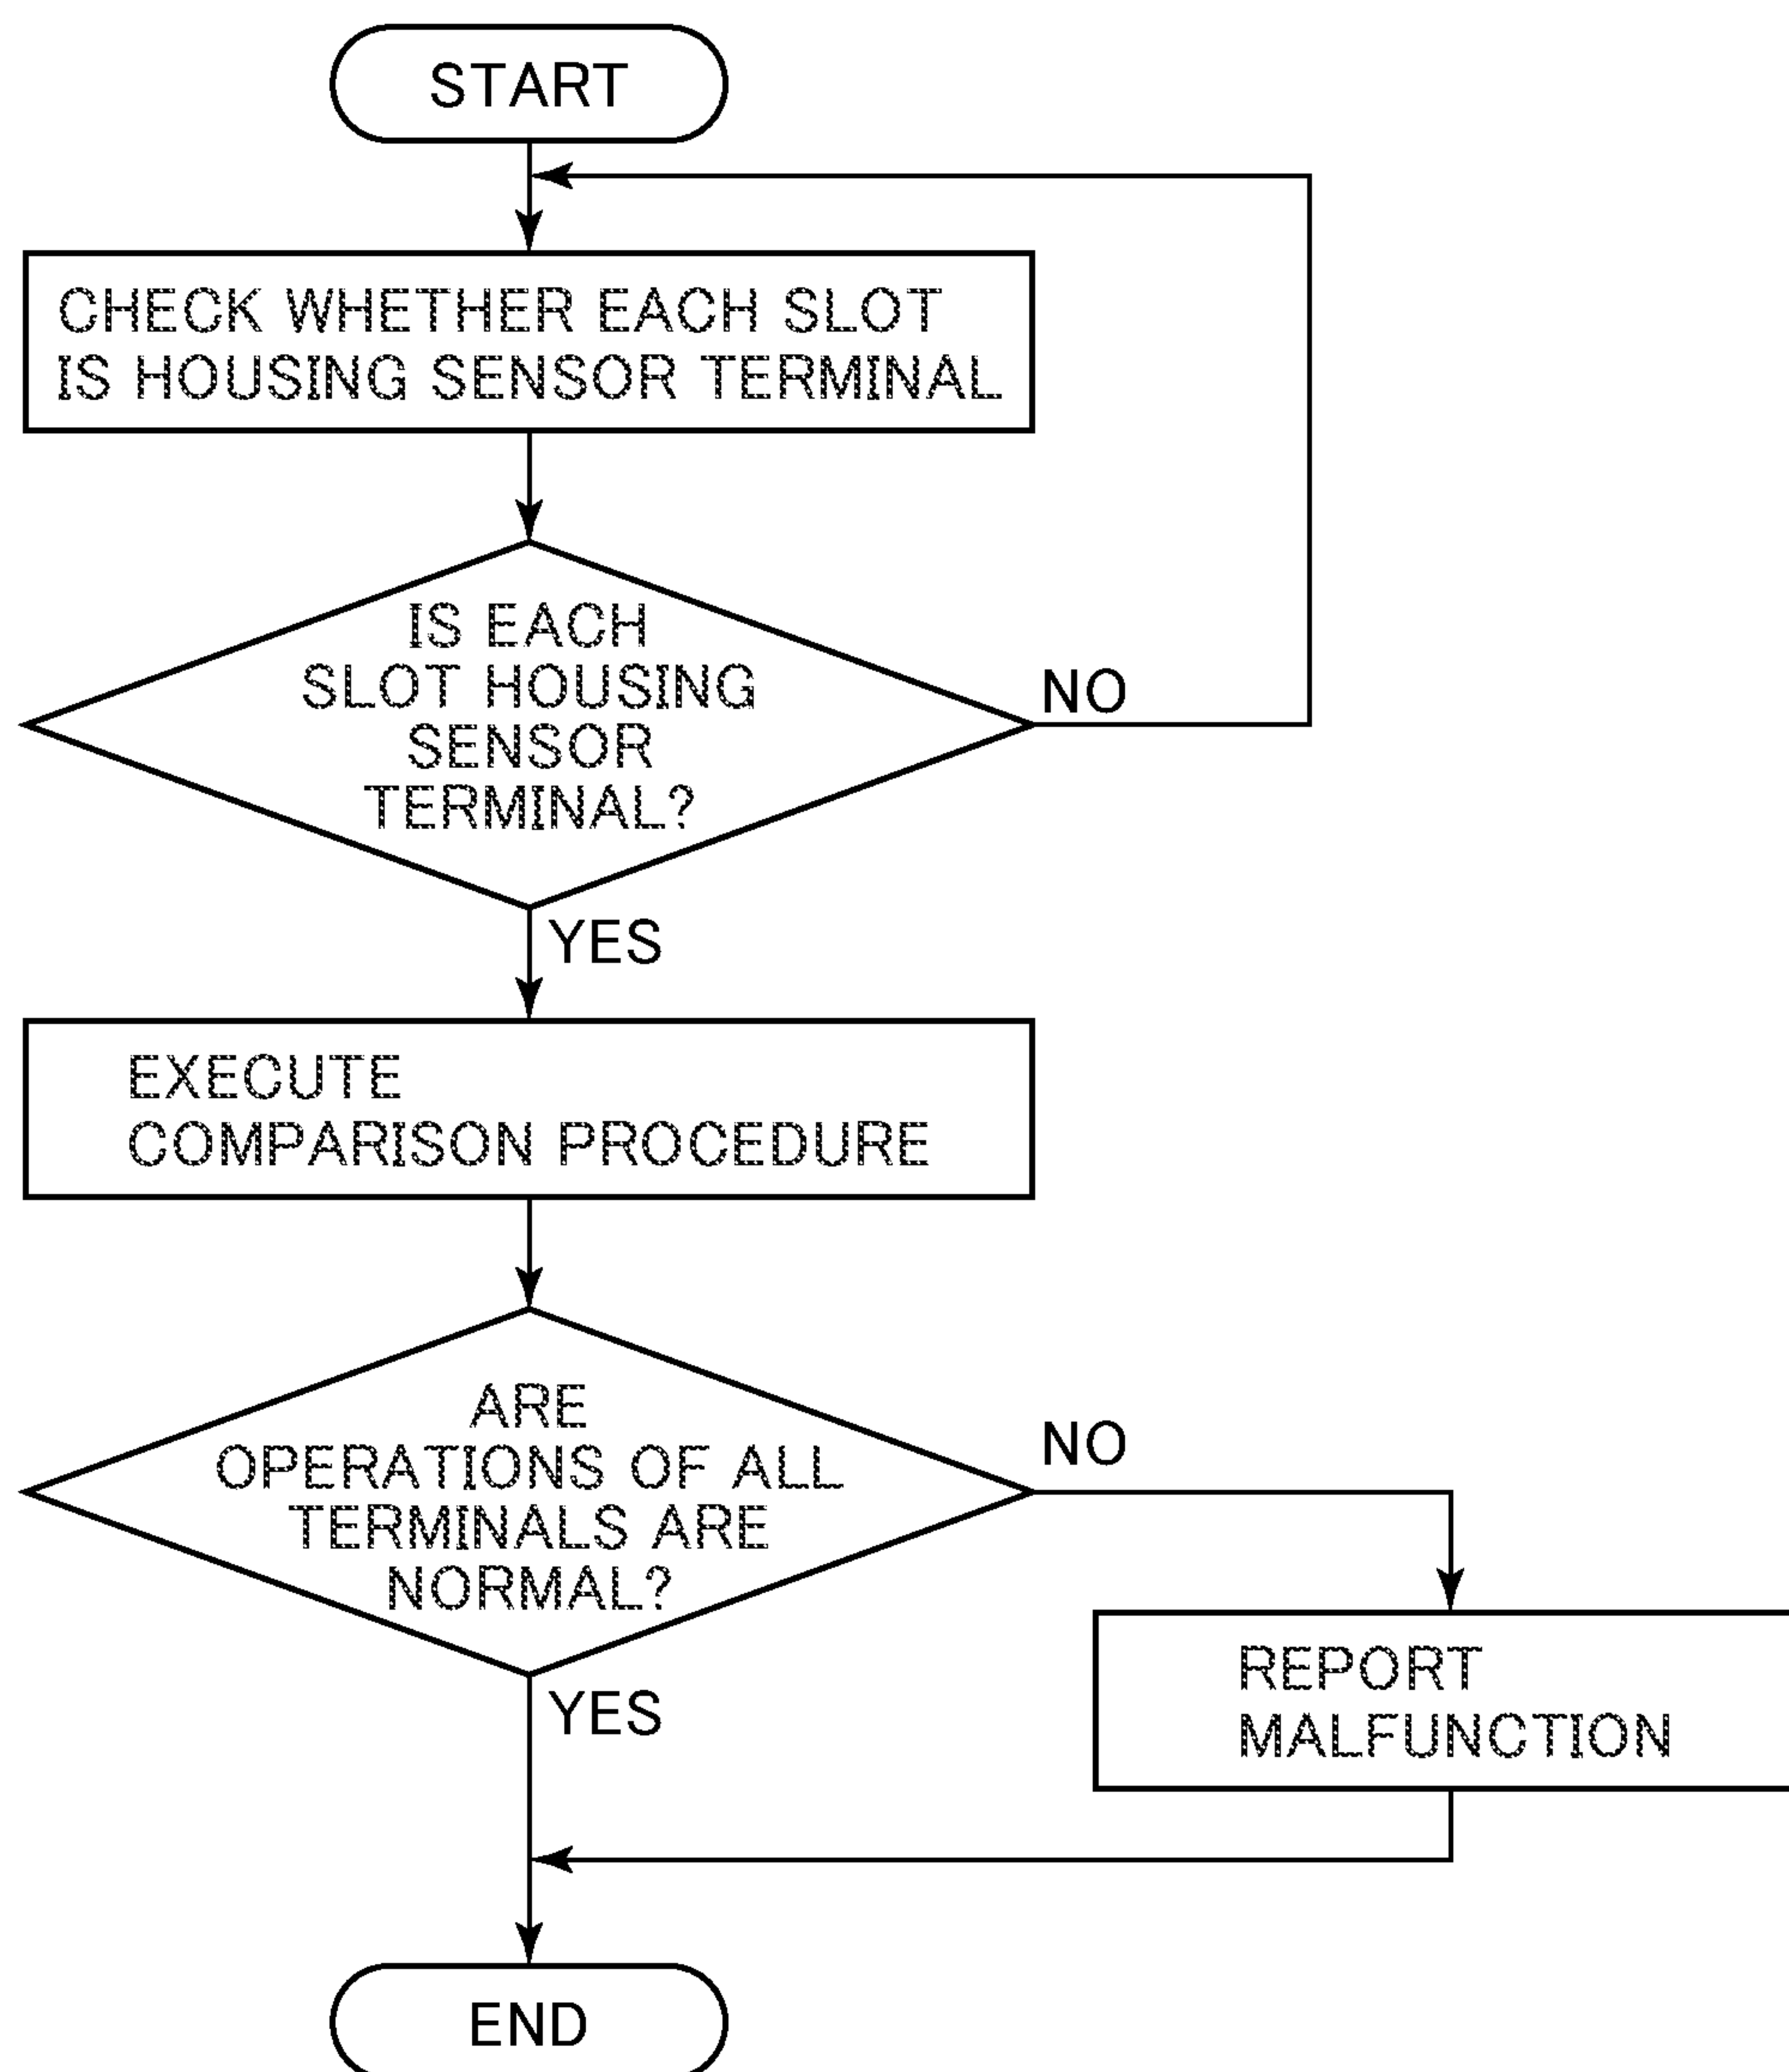 START
CHECK WHETHER EACH SLOT
IS HOUSING SENSOR TERMINAL
IS EACH
SLOT HOUSING
SENSOR
TERMINAL?
NO
YES
EXECUTE
COMPARISON PROCEDURE
ARE
OPERATIONS OF ALL
TERMINALS ARE
NORMAL?
NO
YES
REPORT
MALFUNCTION
END